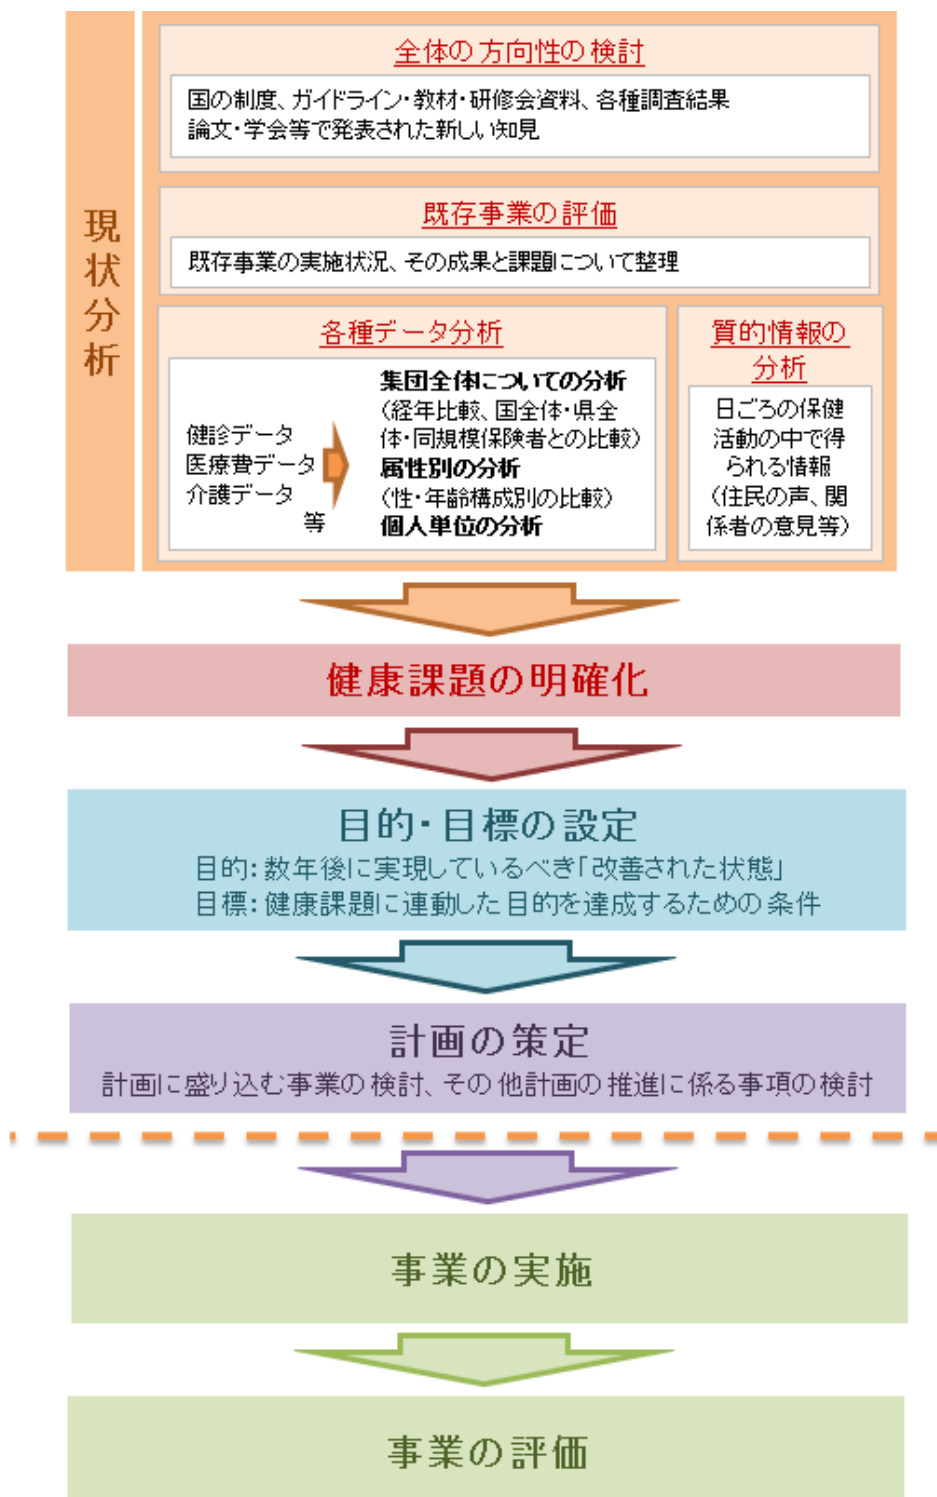 現状分析
全体の方向性の検討
国の制度、ガイドライン・教材・研修会資料、各種調査結果
論文・学会等で発表された新しい知見
既存事業の評価
既存事業の実施状況、その成果と課題について整理
各種データ分析
健診データ
医療費データ
介護データ
等
集団全体についての分析
(経年比較、国全体・県全
体・同規模保険者との比較)
属性別の分析
(性・年齢構成別の比較)
個人単位の分析
質的情報の
分析
日ごろの保健
活動の中で得
られる情報
(住民の声、関
係者の意見等)
健康課題の明確化
目的・目標の設定
目的:数年後に実現しているべき「改善された状態」
目標:健康課題に連動した目的を達成するための条件
計画の策定
計画に盛り込む事業の検討、その他計画の推進に係る事項の検討
事業の実施
事業の評価